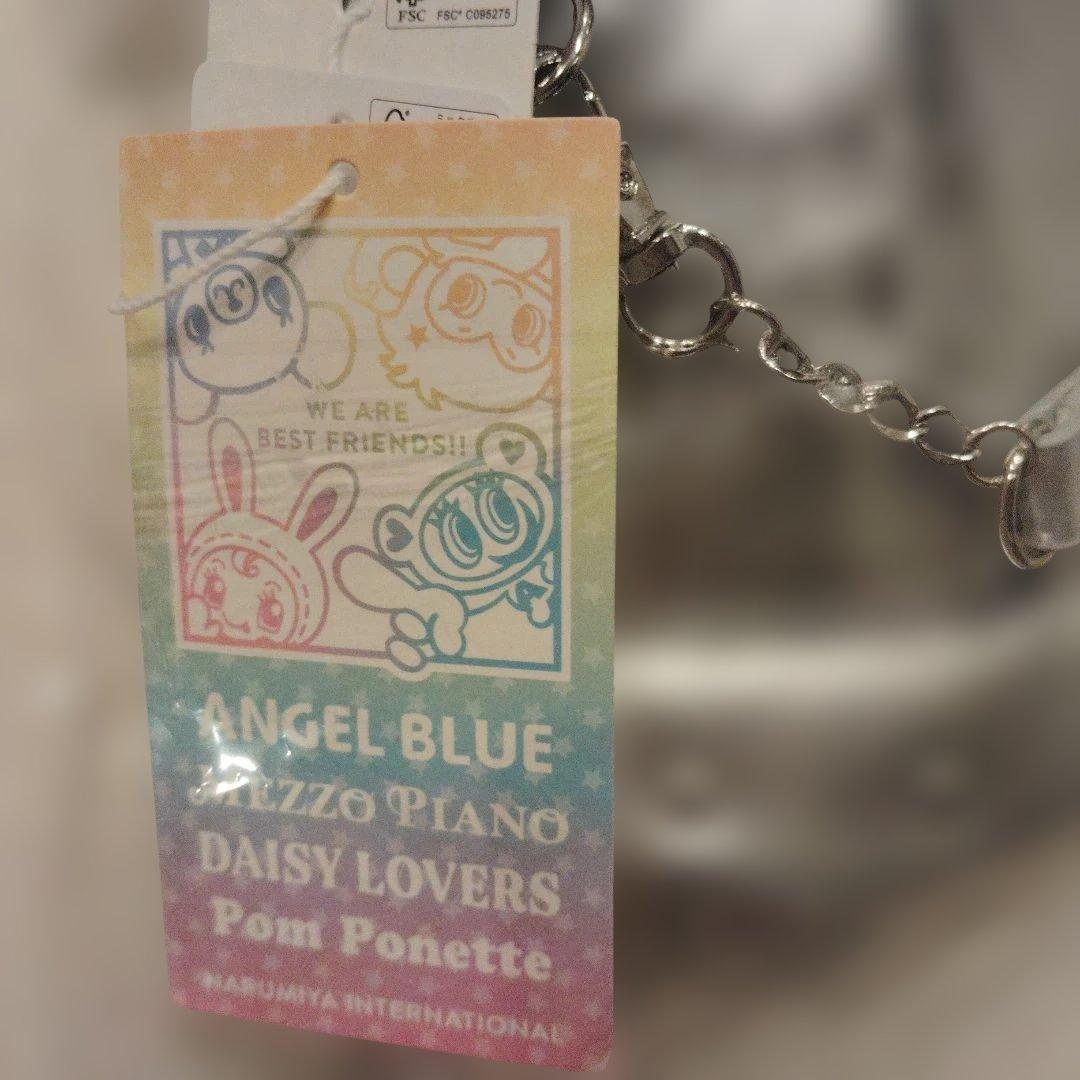 FSC FSC® C095275
WE ARE
BEST FRIENDS!!
ANGEL BLUE
MEZZO PIANO
DAISY LOVERS
Pom Ponette
NARUMIYA INTERNATIONAL